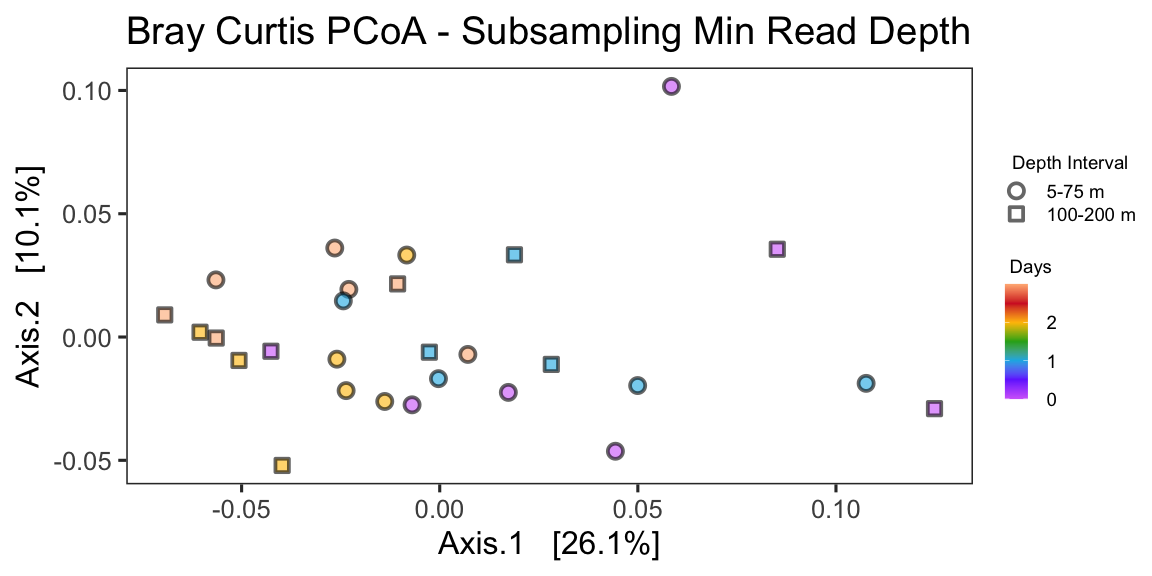 Bray Curtis PCoA - Subsampling Min Read Depth
0.10
0.05
0.00
-0.05
Axis.2 [10.1%]
-0.05
0.00
0.05
0.10
Axis.1 [26.1%]
Depth Interval
5-75 m
100-200 m
Days
2
1
0